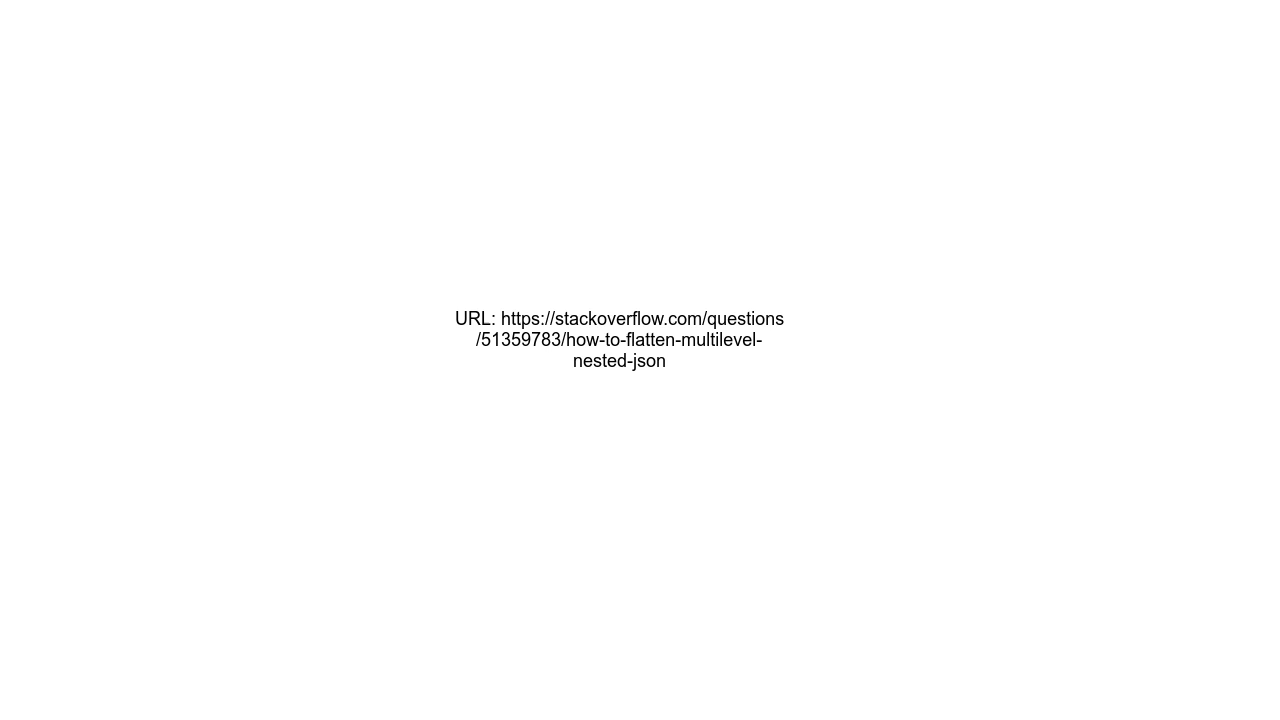 URL: https://stackoverflow.com/questions
/51359783/how-to-flatten-multilevel-
nested-json